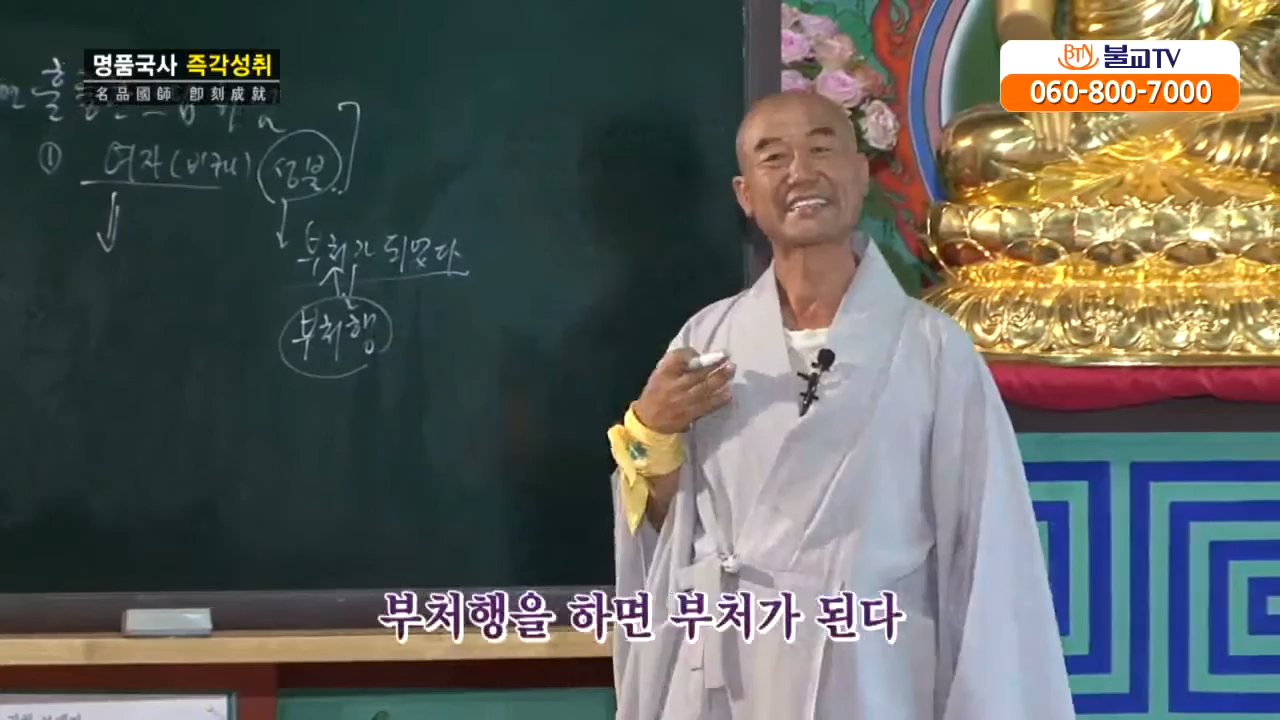 명품국사 즉각성취
名品國師 卽刻成就
BTN 불교TV
060-800-7000
① 여자(비구니) 성불
부처가 되었다
부처행
부처행을 하면 부처가 된다